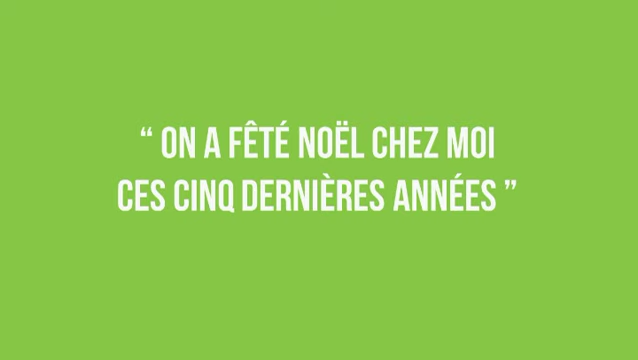 “ ON A FÊTÉ NOËL CHEZ MOI
CES CINQ DERNIÈRES ANNÉES ”